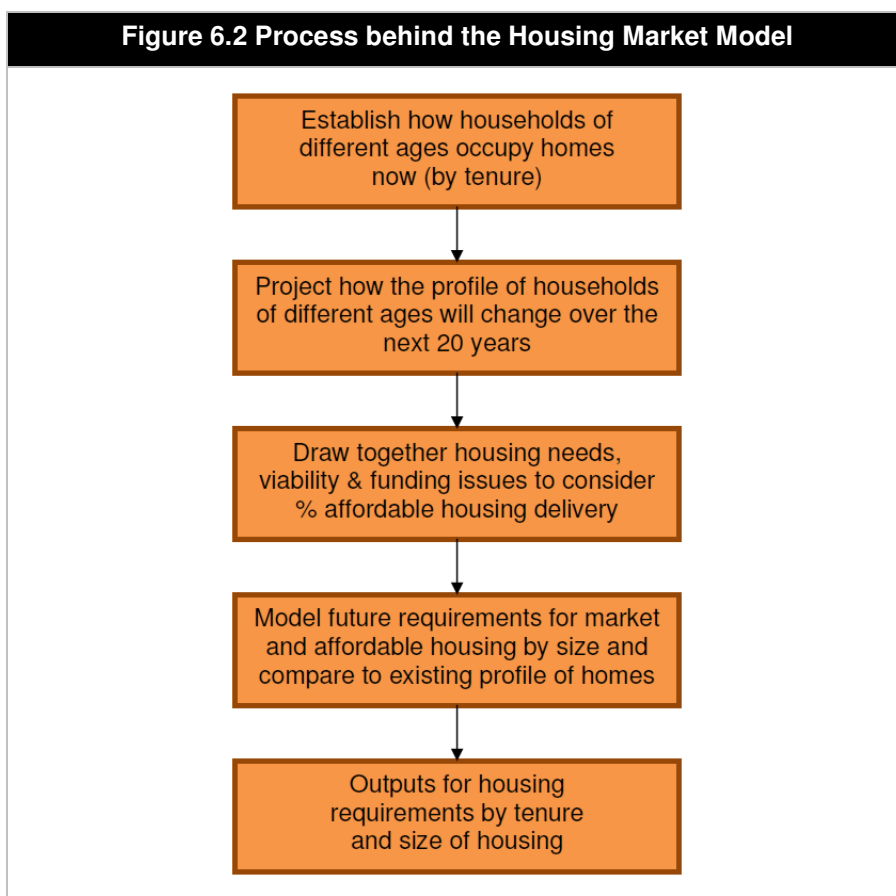 Figure 6.2 Process behind the Housing Market Model
Establish how households of
different ages occupy homes
now (by tenure)
Project how the profile of households
of different ages will change over the
next 20 years
Draw together housing needs,
viability & funding issues to consider
% affordable housing delivery
Model future requirements for market
and affordable housing by size and
compare to existing profile of homes
Outputs for housing
requirements by tenure
and size of housing